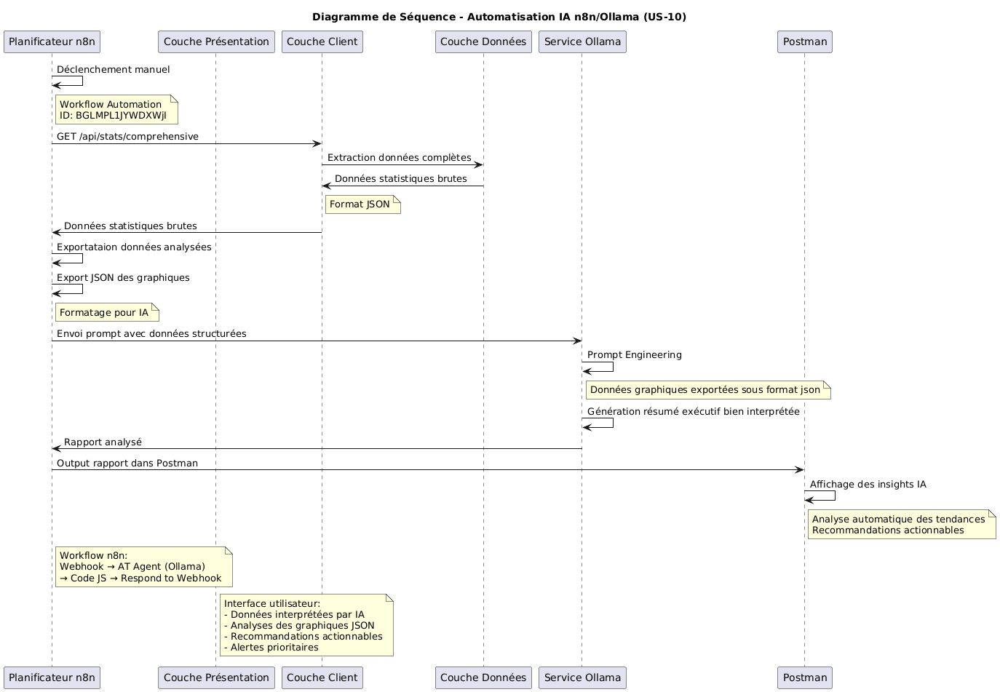 Diagramme de Séquence - Automatisation IA n8n/Ollama (US-10)
Planificateur n8n
Couche Présentation
Couche Client
Couche Données
Service Ollama
Postman
Déclenchement manuel
Workflow Automation
ID: BGLMPL1JYWDXWjI
GET /api/stats/comprehensive
Extraction données complètes
Données statistiques brutes
Format JSON
Données statistiques brutes
Exportataion données analysées
Export JSON des graphiques
Formatage pour IA
Envoi prompt avec données structurées
Prompt Engineering
Données graphiques exportées sous format json
Génération résumé exécutif bien interprétée
Rapport analysé
Output rapport dans Postman
Affichage des insights IA
Analyse automatique des tendances
Recommandations actionnables
Workflow n8n:
Webhook → AT Agent (Ollama)
→ Code JS → Respond to Webhook
Interface utilisateur:
- Données interprétées par IA
- Analyses des graphiques JSON
- Recommandations actionnables
- Alertes prioritaires
Planificateur n8n
Couche Présentation
Couche Client
Couche Données
Service Ollama
Postman